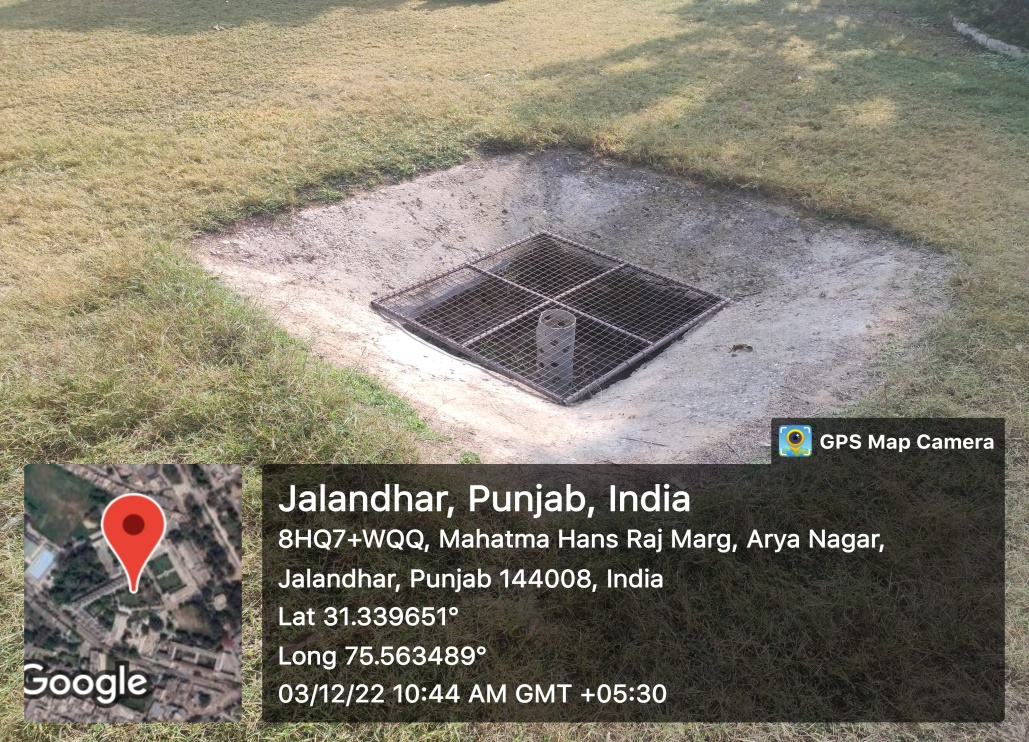 GPS Map Camera
Jalandhar, Punjab, India
8HQ7+WQQ, Mahatma Hans Raj Marg, Arya Nagar,
Jalandhar, Punjab 144008, India
Lat 31.339651°
Long 75.563489°
03/12/22 10:44 AM GMT +05:30
Google